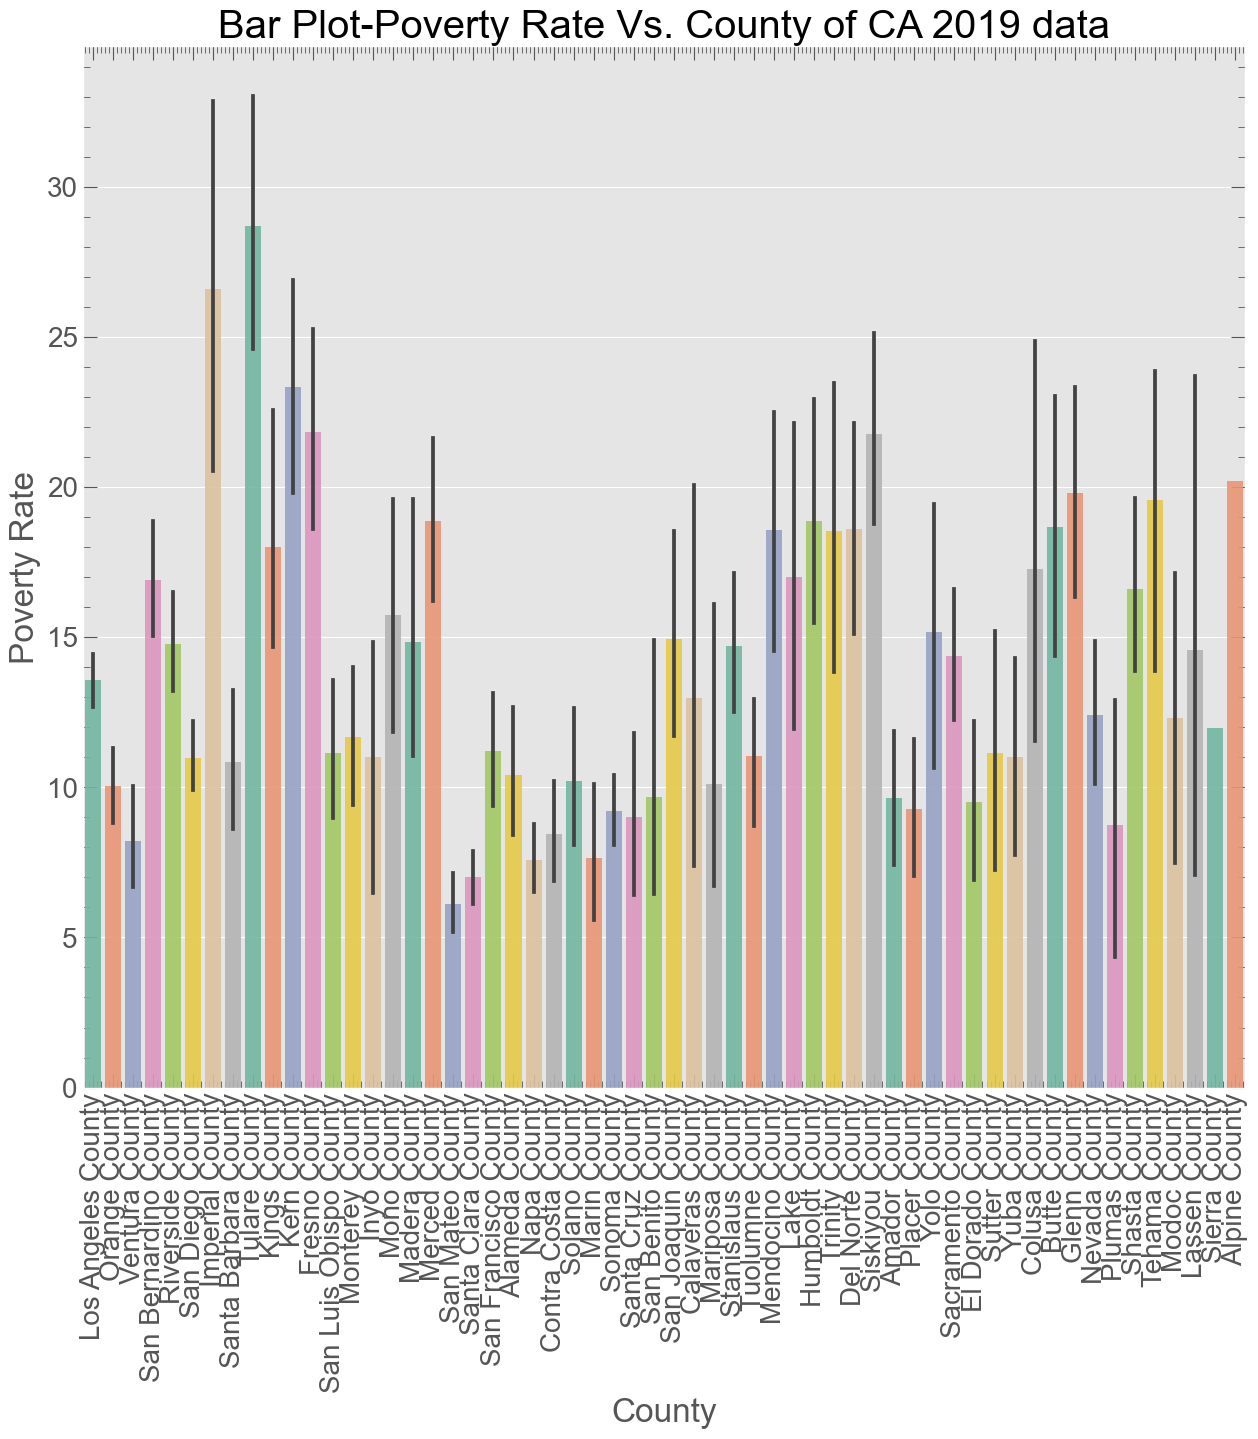 Bar Plot-Poverty Rate Vs. County of CA 2019 data
Poverty Rate
30
25
20
15
10
5
0
Los Angeles County
Orange County
Ventura County
San Bernardino County
Riverside County
San Diego County
Imperial County
Santa Barbara County
Tulare County
Kings County
Kern County
Fresno County
San Luis Obispo County
Monterey County
Inyo County
Mono County
Madera County
Merced County
San Mateo County
Santa Clara County
San Francisco County
Alameda County
Napa County
Contra Costa County
Solano County
Marin County
Sonoma County
Santa Cruz County
San Benito County
San Joaquin County
Calaveras County
Mariposa County
Stanislaus County
Tuolumne County
Mendocino County
Lake County
Humboldt County
Trinity County
Del Norte County
Siskiyou County
Amador County
Placer County
Yolo County
Sacramento County
El Dorado County
Sutter County
Yuba County
Colusa County
Butte County
Glenn County
Nevada County
Plumas County
Shasta County
Tehama County
Modoc County
Lassen County
Sierra County
Alpine County
County